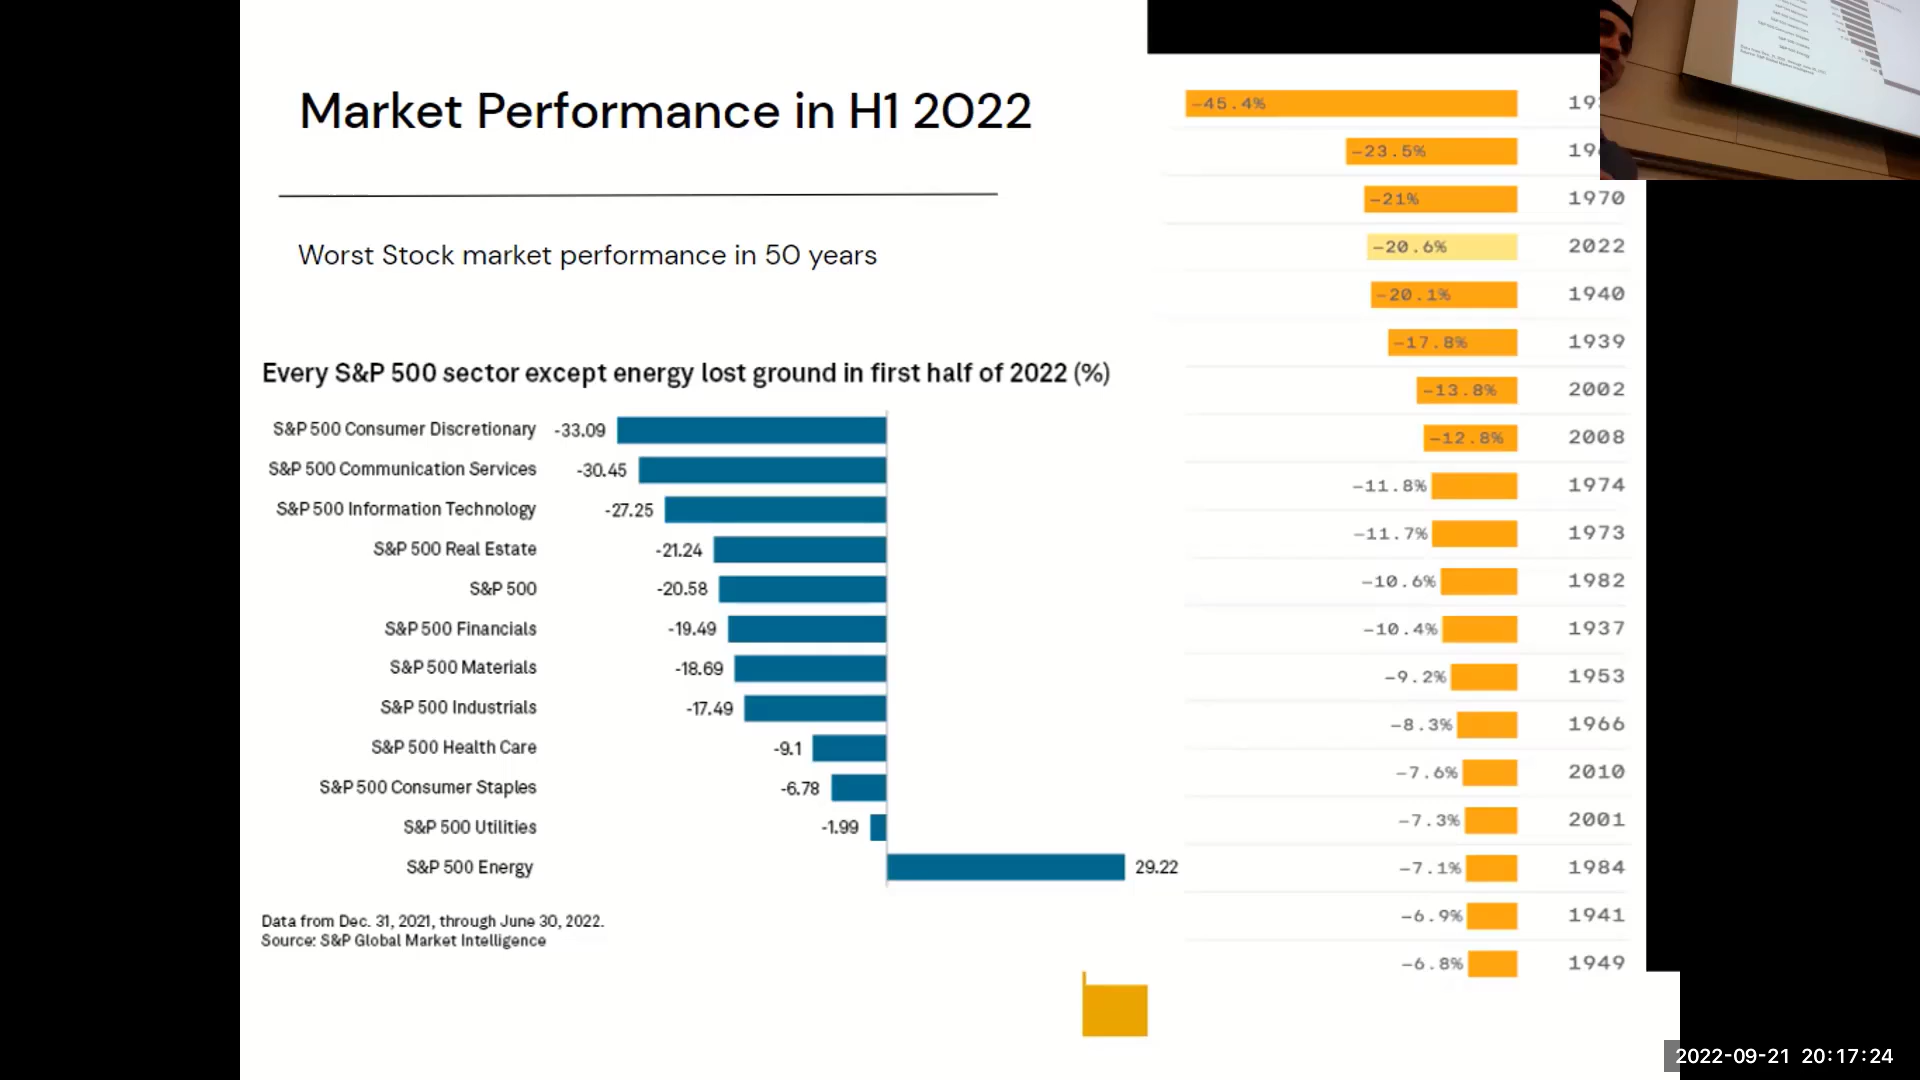 Market Performance in H1 2022
Worst Stock market performance in 50 years
Every S&P 500 sector except energy lost ground in first half of 2022 (%)
S&P 500 Consumer Discretionary -33.09
S&P 500 Communication Services -30.45
S&P 500 Information Technology -27.25
S&P 500 Real Estate -21.24
S&P 500 -20.58
S&P 500 Financials -19.49
S&P 500 Materials -18.69
S&P 500 Industrials -17.49
S&P 500 Health Care -9.1
S&P 500 Consumer Staples -6.78
S&P 500 Utilities -1.99
S&P 500 Energy 29.22
Data from Dec. 31, 2021, through June 30, 2022.
Source: S&P Global Market Intelligence
-45.4%
-23.5%
-21% 1970
-20.6% 2022
-20.1% 1940
-17.8% 1939
-13.8% 2002
-12.8% 2008
-11.8% 1974
-11.7% 1973
-10.6% 1982
-10.4% 1937
-9.2% 1953
-8.3% 1966
-7.6% 2010
-7.3% 2001
-7.1% 1984
-6.9% 1941
-6.8% 1949
2022-09-21 20:17:24